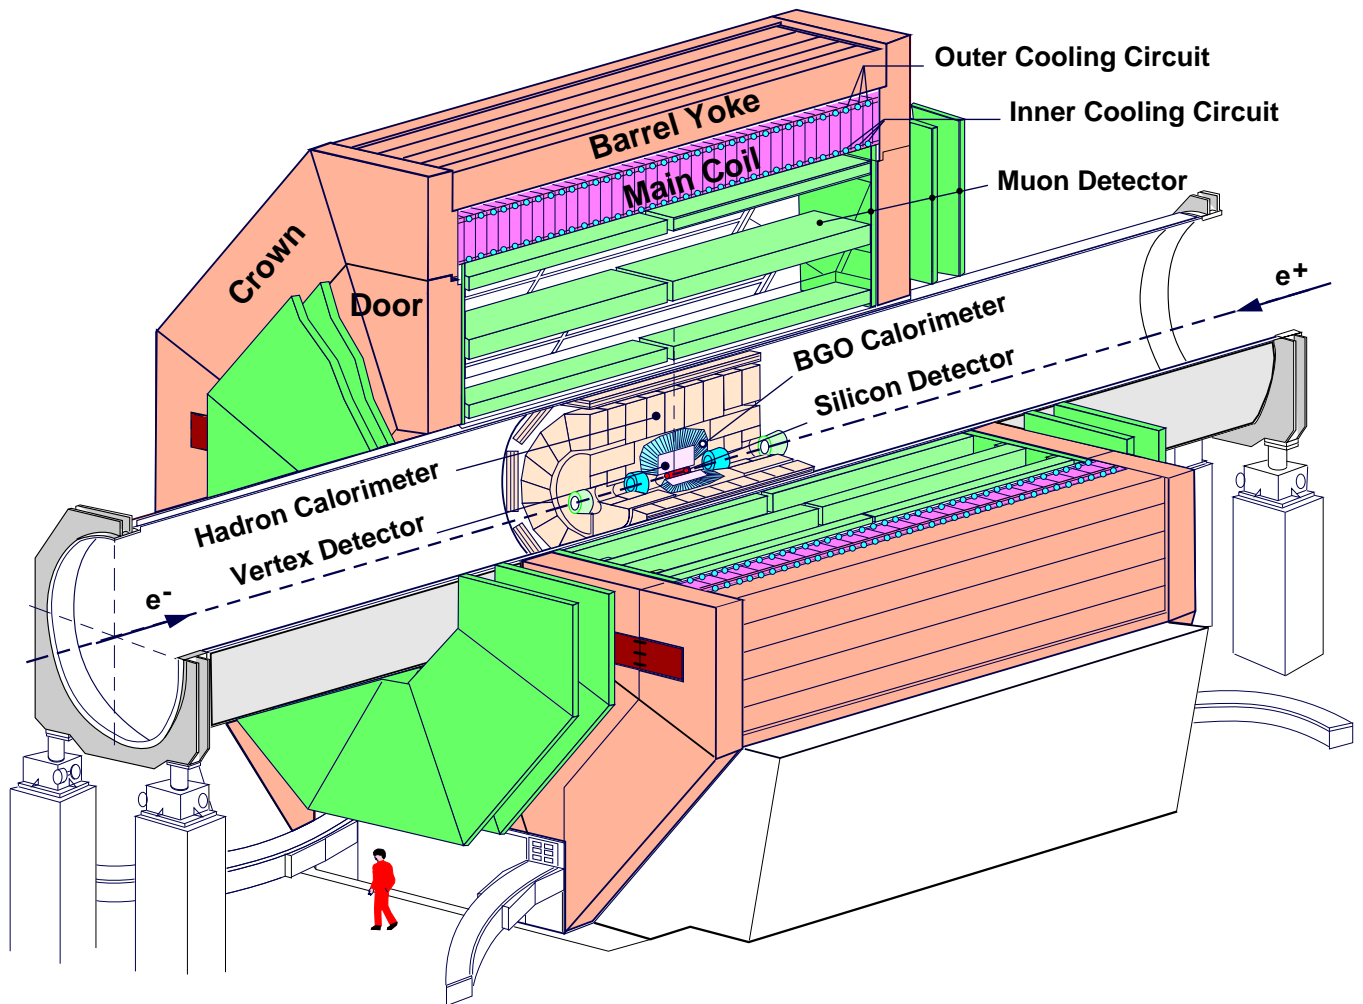 Outer Cooling Circuit
Barrel Yoke
Inner Cooling Circuit
Main Coil
Muon Detector
Crown
Door
e+
BGO Calorimeter
Silicon Detector
Hadron Calorimeter
Vertex Detector
e-